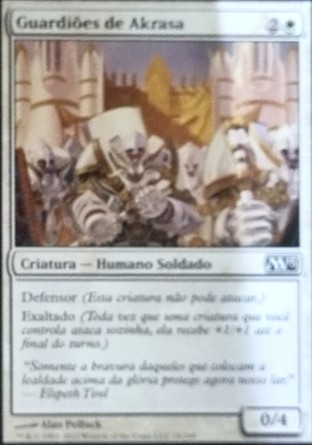 Guardiões de Akrasa 2
Criatura — Humano Soldado
Defensor (Esta criatura não pode atacar.)
Exaltado (Toda vez que uma criatura que você
controla ataca sozinha, ela recebe +1/+1 até o
final do turno.)
"Somente a bravura daqueles que colocam a
lealdade acima da glória protege agora nosso lar."
— Elspeth Tirel
Alan Pollack
0/4